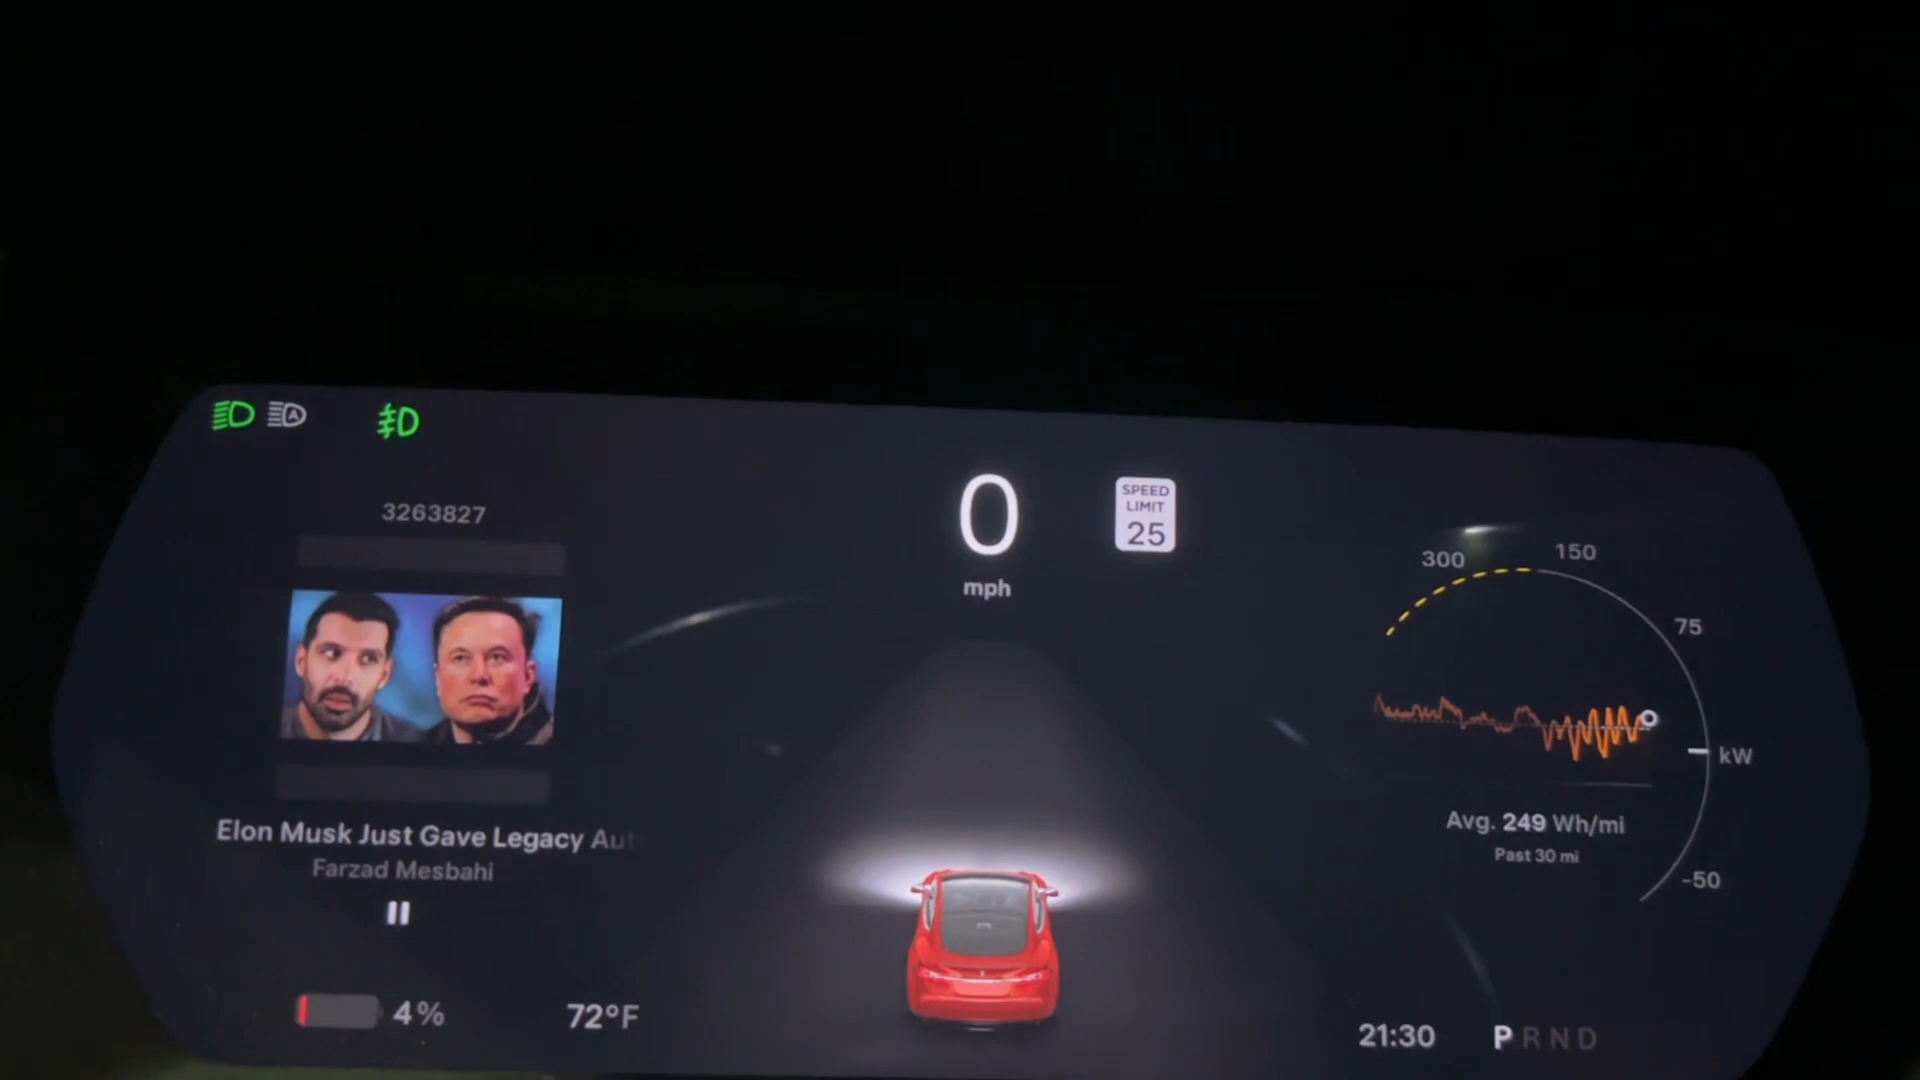 3263827
0
mph
SPEED
LIMIT
25
300
150
75
kW
-50
Avg. 249 Wh/mi
Past 30 mi
Elon Musk Just Gave Legacy Aut
Farzad Mesbahi
4%
72°F
21:30
P R N D